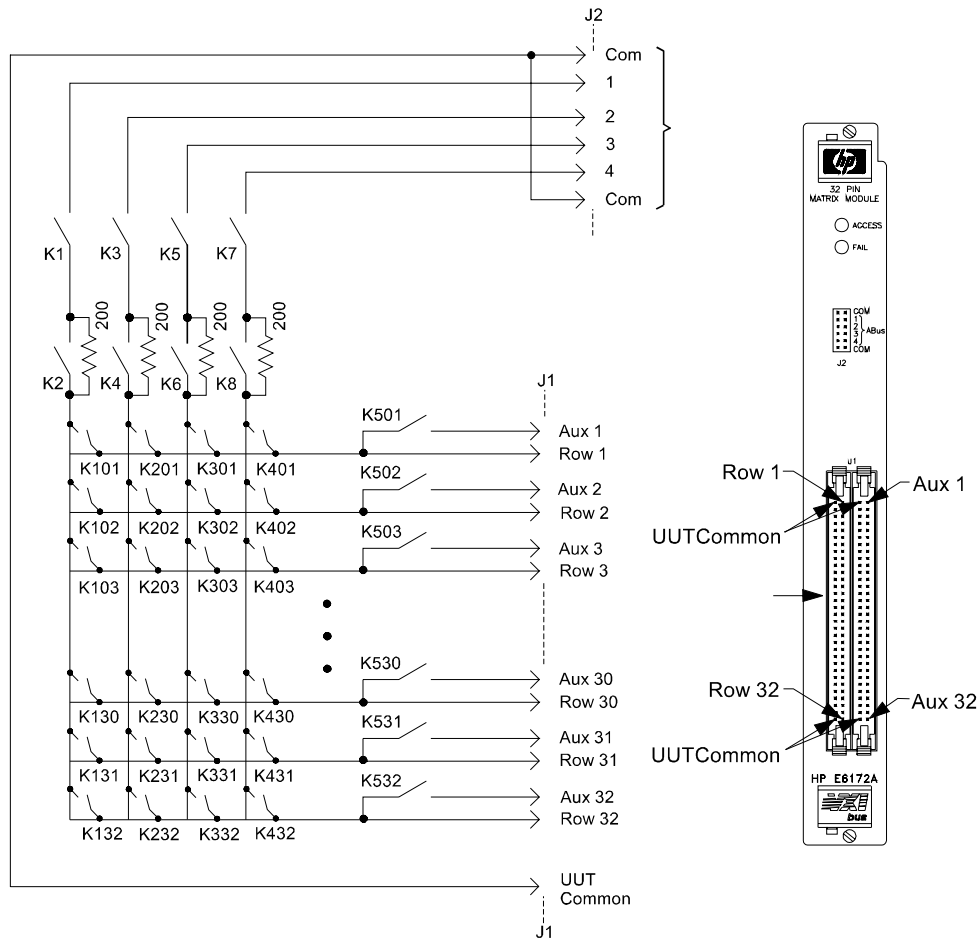 J2
Com
1
2
3
4
Com
K1
K3
K5
K7
200
200
200
200
K2
K4
K6
K8
J1
K501
Aux 1
Row 1
K101
K201
K301
K401
K502
Aux 2
Row 2
K102
K202
K302
K402
K503
Aux 3
Row 3
K103
K203
K303
K403
K530
Aux 30
Row 30
K130
K230
K330
K430
K531
Aux 31
Row 31
K131
K231
K331
K431
K532
Aux 32
Row 32
K132
K232
K332
K432
UUT
Common
J1
hp
32 PIN
MATRIX MODULE
ACCESS
FAIL
COM
1
2
3
4
ABus
COM
J2
J1
Row 1
Aux 1
UUTCommon
Row 32
Aux 32
UUTCommon
HP E6172A
VXI
bus